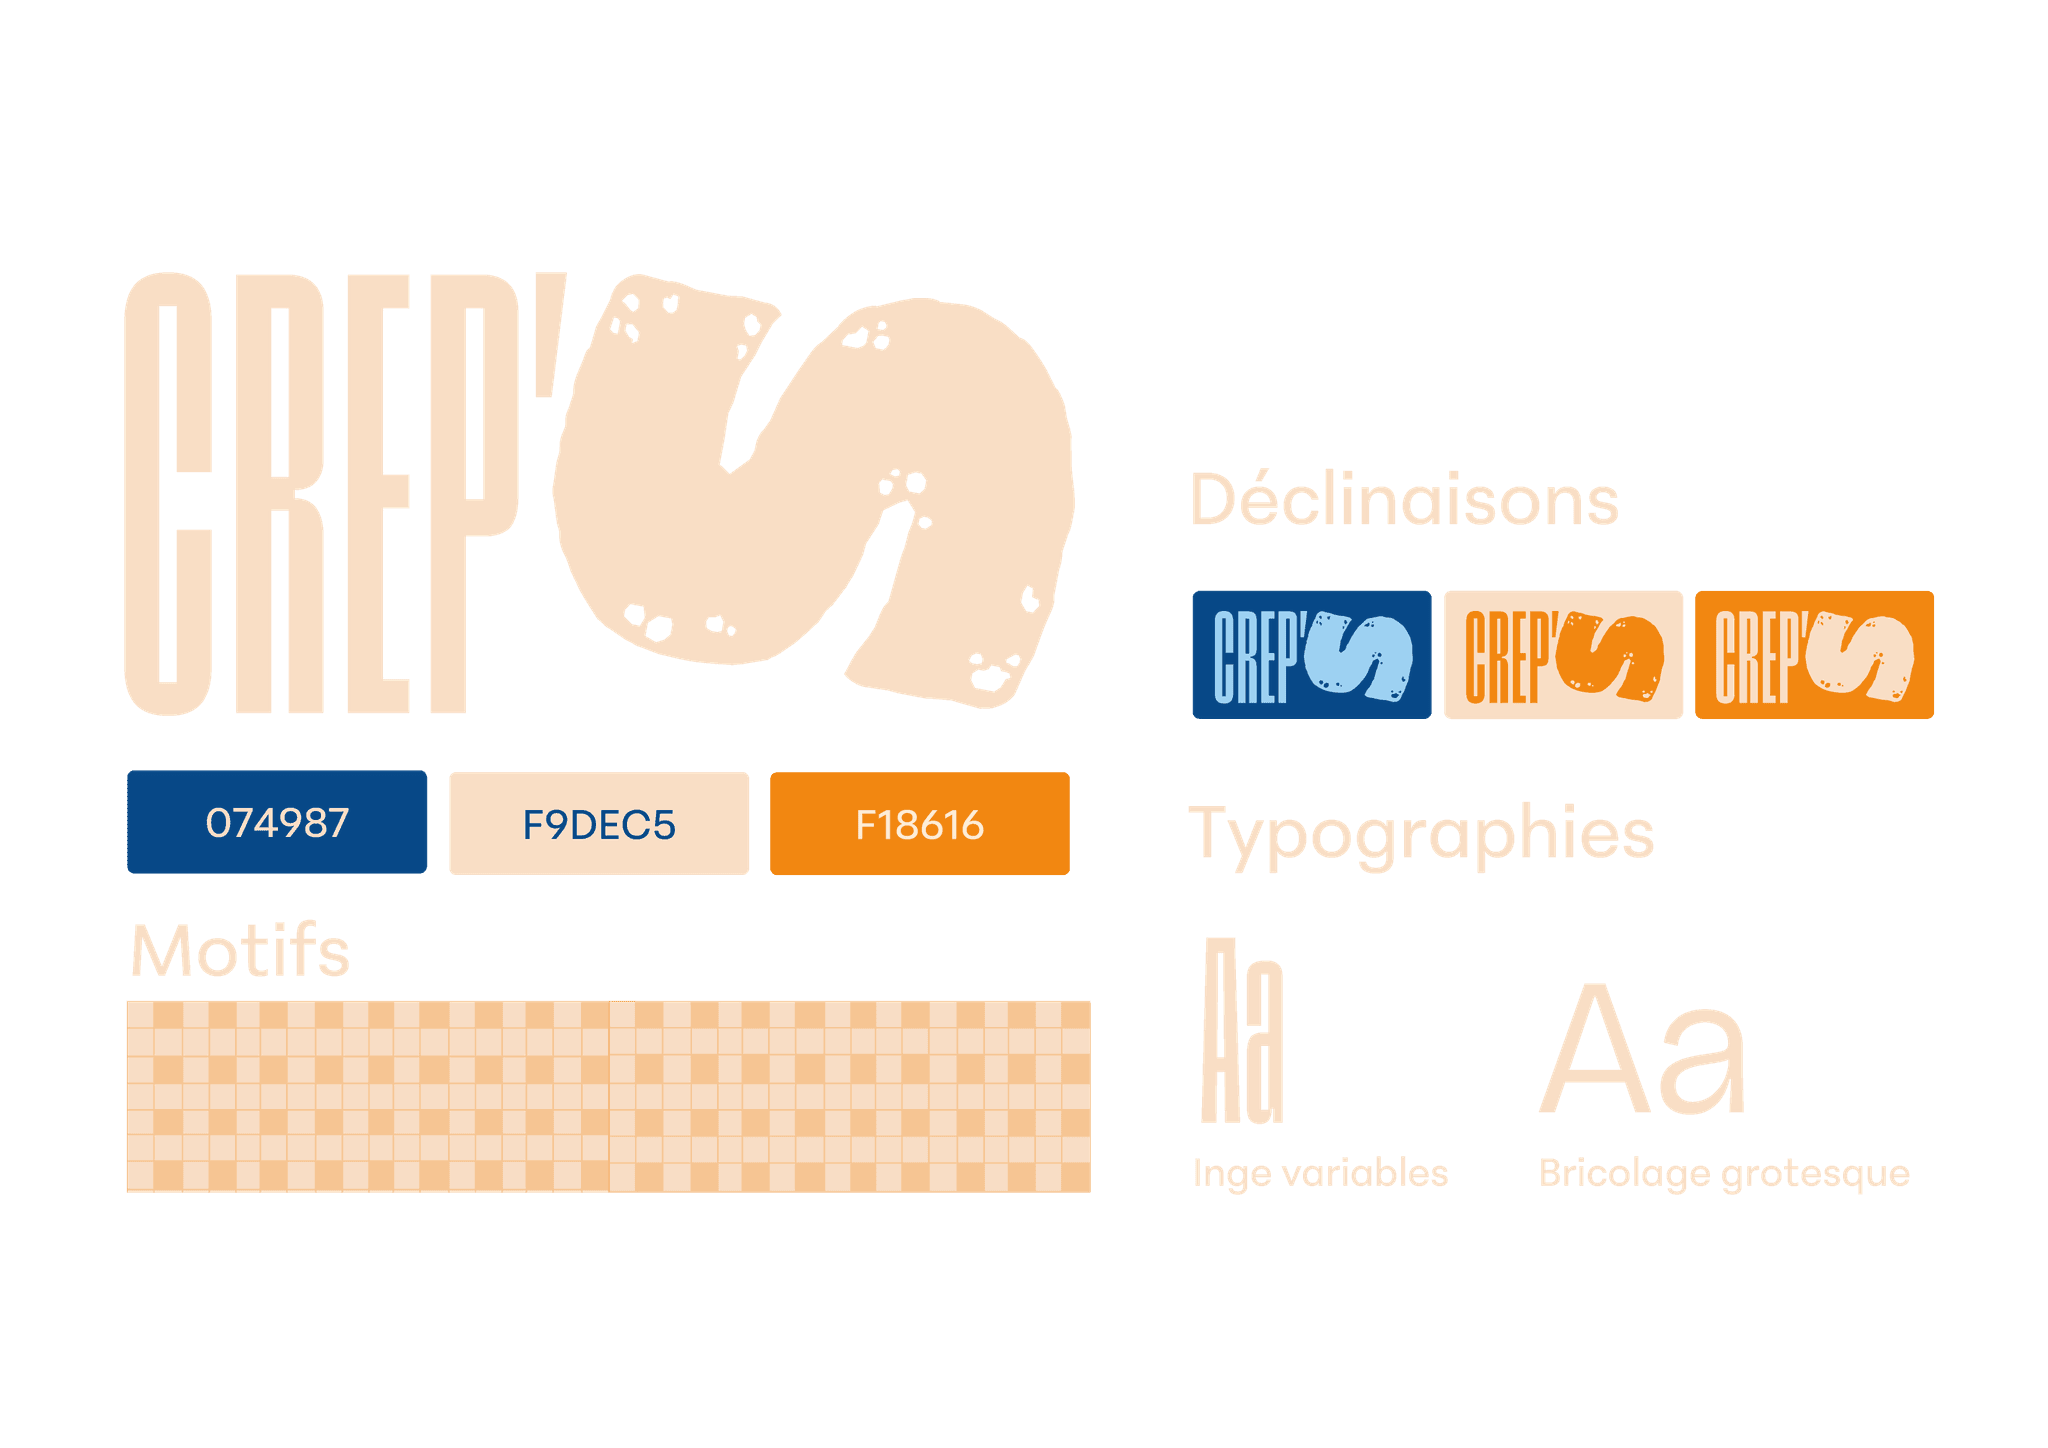 CREP'S
074987
F9DEC5
F18616
Motifs
Déclinaisons
CREP'S
CREP'S
CREP'S
Typographies
Aa
Aa
Inge variables
Bricolage grotesque